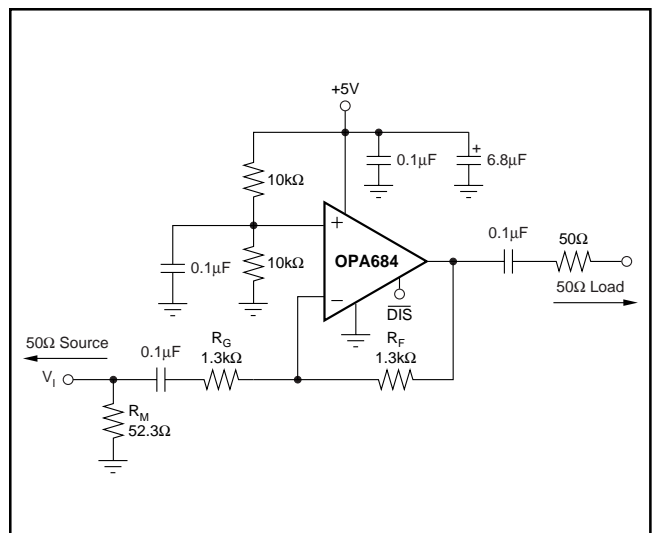 +5V
0.1μF
+
6.8μF
10kΩ
+
0.1μF
10kΩ
OPA684
0.1μF
50Ω
50Ω Load
−
D̅I̅S̅
50Ω Source
0.1μF
RG
1.3kΩ
RF
1.3kΩ
VI
RM
52.3Ω